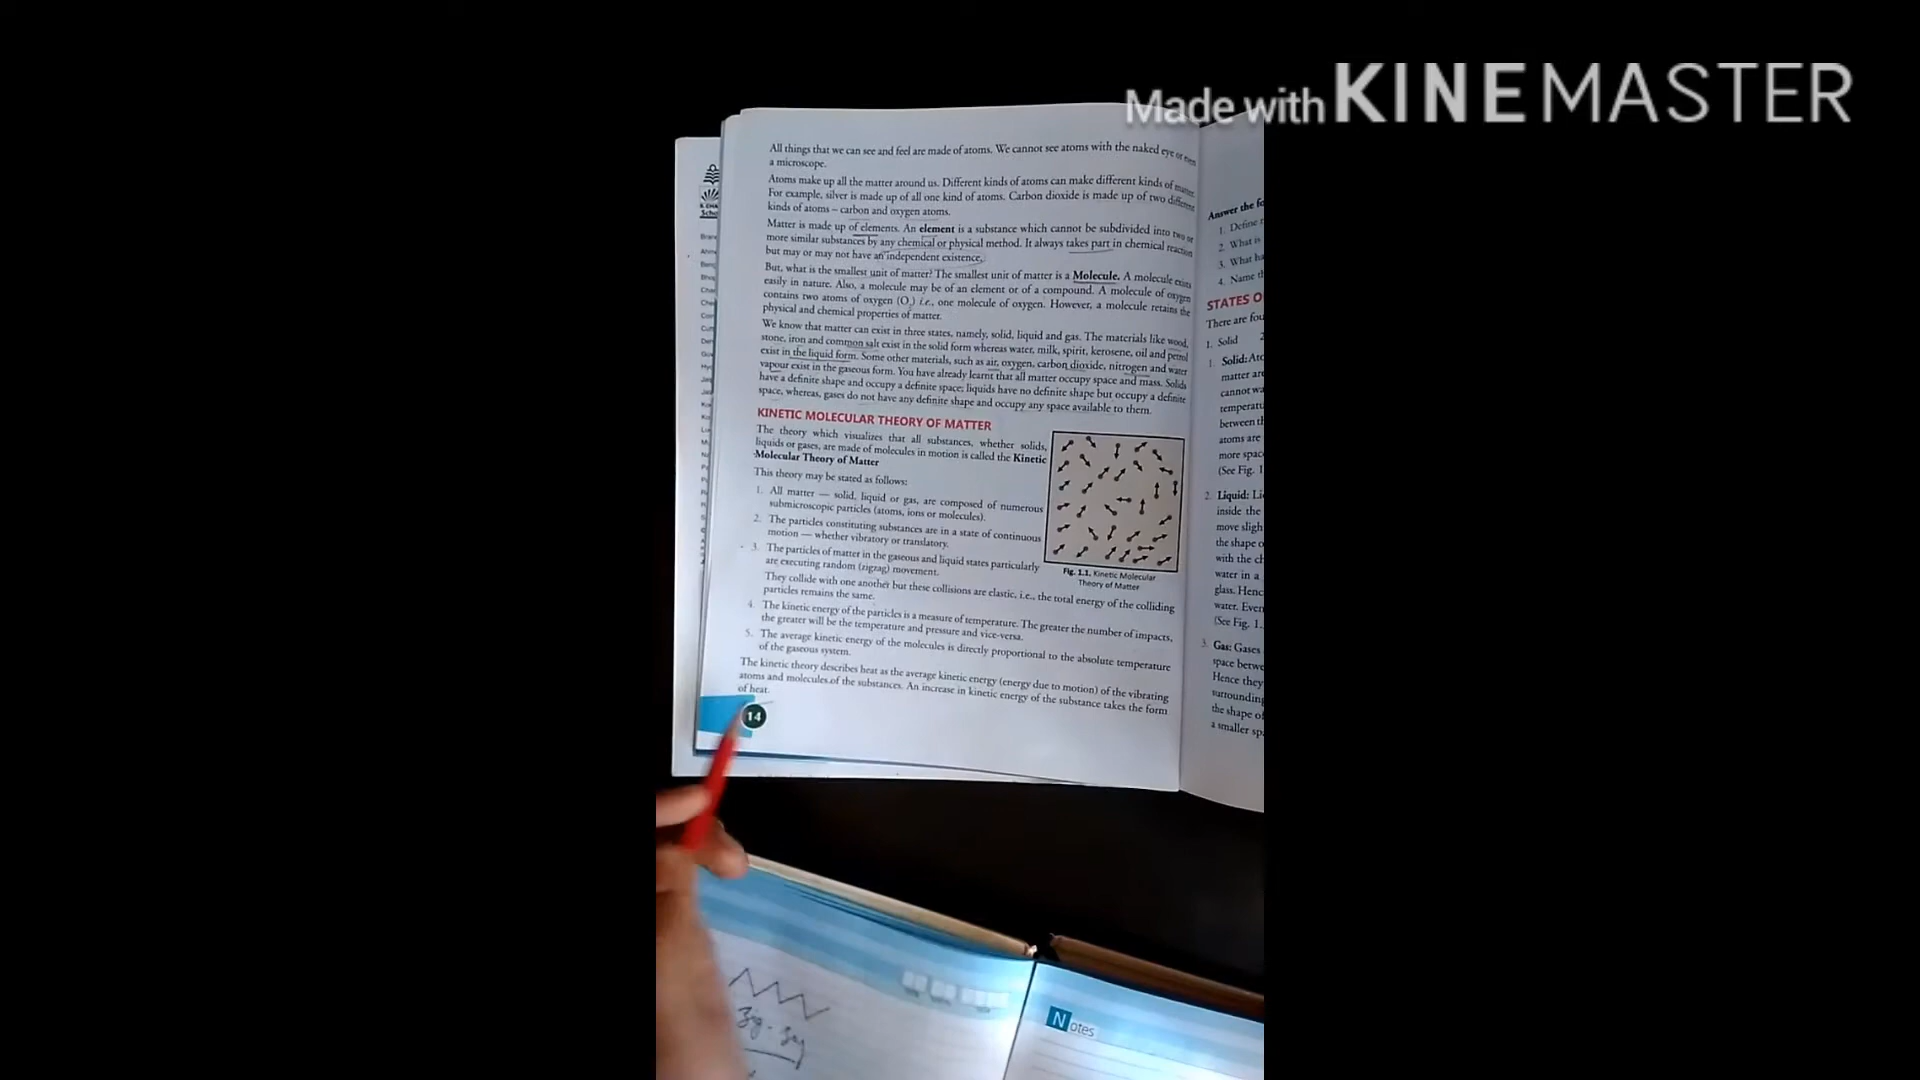 Made with KINEMASTER
All things that we can see and feel are made of atoms. We cannot see atoms with the naked eye or even
a microscope.
Atoms make up all the matter around us. Different kinds of atoms can make different kinds of matter.
For example, silver is made up of all one kind of atoms. Carbon dioxide is made up of two different
kinds of atoms – carbon and oxygen atoms.
Matter is made up of elements. An element is a substance which cannot be subdivided into two or
more similar substances by any chemical or physical method. It always takes part in chemical reaction
but may or may not have an independent existence.
But, what is the smallest unit of matter? The smallest unit of matter is a Molecule. A molecule exists
easily in nature. Also, a molecule may be of an element or of a compound. A molecule of oxygen
contains two atoms of oxygen (O₂) i.e., one molecule of oxygen. However, a molecule retains the
physical and chemical properties of matter.
We know that matter can exist in three states, namely, solid, liquid and gas. The materials like wood,
stone, iron and common salt exist in the solid form whereas water, milk, spirit, kerosene, oil and petrol
exist in the liquid form. Some other materials, such as air, oxygen, carbon dioxide, nitrogen and water
vapour exist in the gaseous form. You have already learnt that all matter occupy space and mass. Solids
have a definite shape and occupy a definite space; liquids have no definite shape but occupy a definite
space, whereas, gases do not have any definite shape and occupy any space available to them.
KINETIC MOLECULAR THEORY OF MATTER
The theory which visualizes that all substances, whether solids,
liquids or gases, are made of molecules in motion is called the Kinetic
Molecular Theory of Matter
This theory may be stated as follows:
1. All matter — solid, liquid or gas, are composed of numerous
submicroscopic particles (atoms, ions or molecules).
2. The particles constituting substances are in a state of continuous
motion — whether vibratory or translatory.
3. The particles of matter in the gaseous and liquid states particularly
are executing random (zigzag) movement.
Fig. 1.1. Kinetic Molecular
Theory of Matter
They collide with one another but these collisions are elastic, i.e., the total energy of the colliding
particles remains the same.
4. The kinetic energy of the particles is a measure of temperature. The greater the number of impacts,
the greater will be the temperature and pressure and vice-versa.
5. The average kinetic energy of the molecules is directly proportional to the absolute temperature
of the gaseous system.
The kinetic theory describes heat as the average kinetic energy (energy due to motion) of the vibrating
atoms and molecules of the substances. An increase in kinetic energy of the substance takes the form
of heat.
14
Answer the fo
1. Define
2. What is
3. What ha
4. Name th
STATES O
There are fou
1. Solid 2
1. Solid: Ato
matter are
cannot wa
temperatu
between th
atoms are
more spac
(See Fig. 1
2. Liquid: Li
inside the
move sligh
the shape o
with the ch
water in a
glass. Henc
water. Even
(See Fig. 1.
3. Gas: Gases
space betwe
Hence they
surrounding
the shape of
a smaller sp
zig-zag
Notes